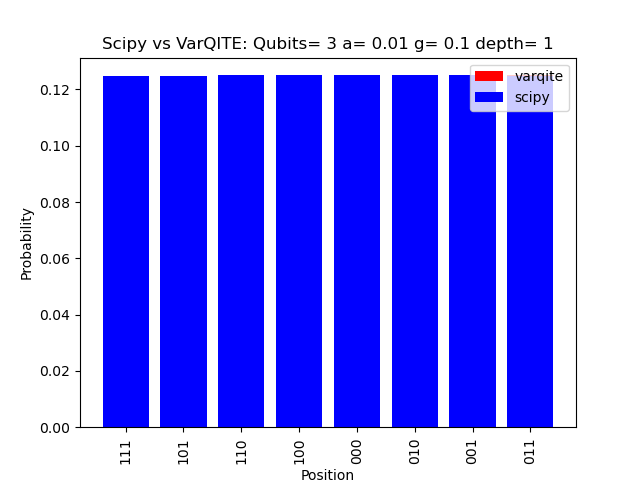 Scipy vs VarQITE: Qubits= 3 a= 0.01 g= 0.1 depth= 1
varqite
scipy
0.12
0.10
0.08
0.06
0.04
0.02
0.00
Probability
111 101 110 100 000 010 001 011
Position